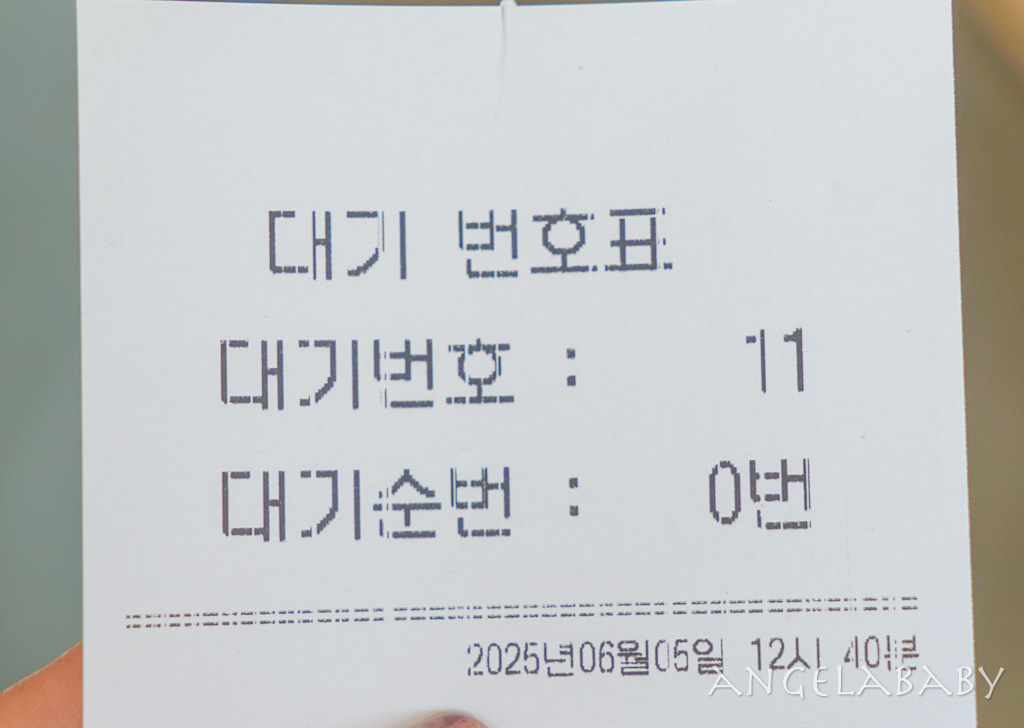 대기 번호표
대기번호 : 11
대기순번 : 0번
2025년06월05일 12시 40분
ANGELABABY